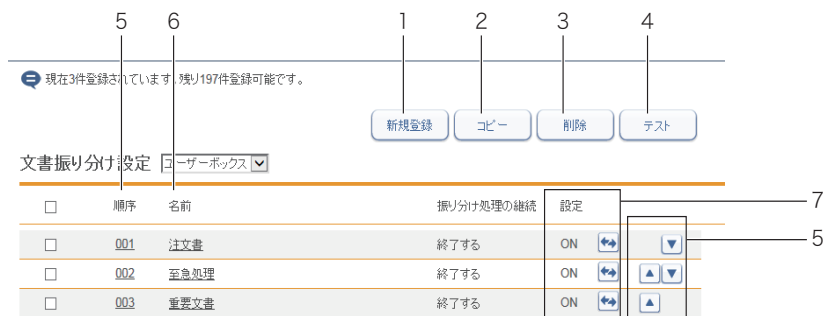 5 6 1 2 3 4
現在3件登録されています。残り197件登録可能です。
新規登録 コピー 削除 テスト
文書振り分け設定 ユーザーボックス
順序 名前 振り分け処理の継続 設定 7
001 注文書 終了する ON 5
002 至急処理 終了する ON
003 重要文書 終了する ON